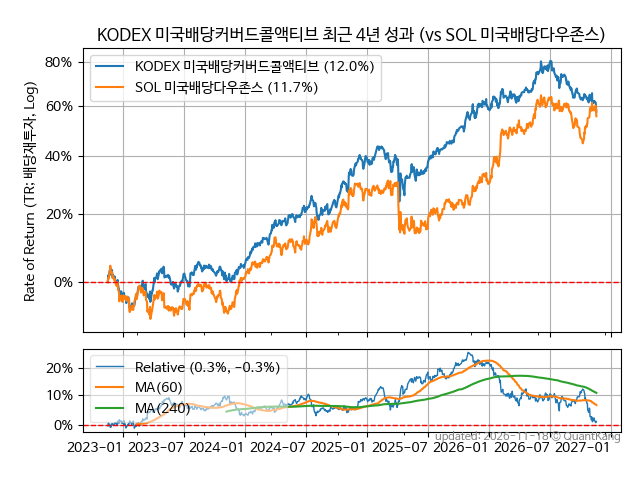 KODEX 미국배당커버드콜액티브 최근 4년 성과 (vs SOL 미국배당다우존스)
80%
60%
40%
20%
0%
Rate of Return (TR: 배당재투자, Log)
KODEX 미국배당커버드콜액티브 (12.0%)
SOL 미국배당다우존스 (11.7%)
20%
10%
0%
Relative (0.3%, -0.3%)
MA(60)
MA(240)
2023-01 2023-07 2024-01 2024-07 2025-01 2025-07 2026-01 2026-07 2027-01
updated: 2026-11-18 © QuantKang